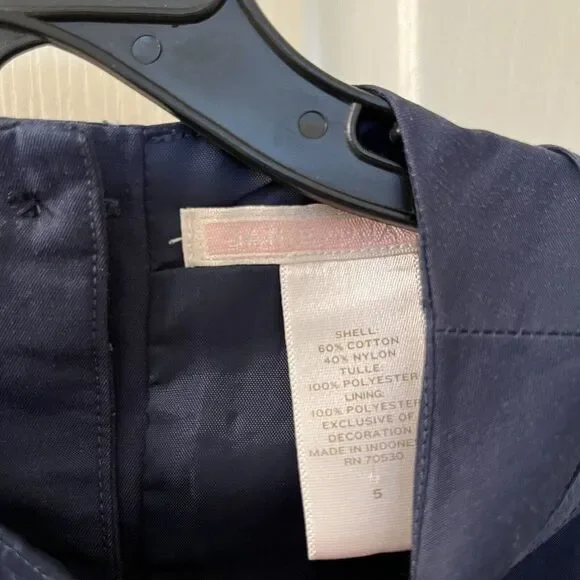 SHELL:
60% COTTON
40% NYLON
TULLE:
100% POLYESTER
LINING:
100% POLYESTER
EXCLUSIVE OF
DECORATION
MADE IN INDONES
RN 70530
5